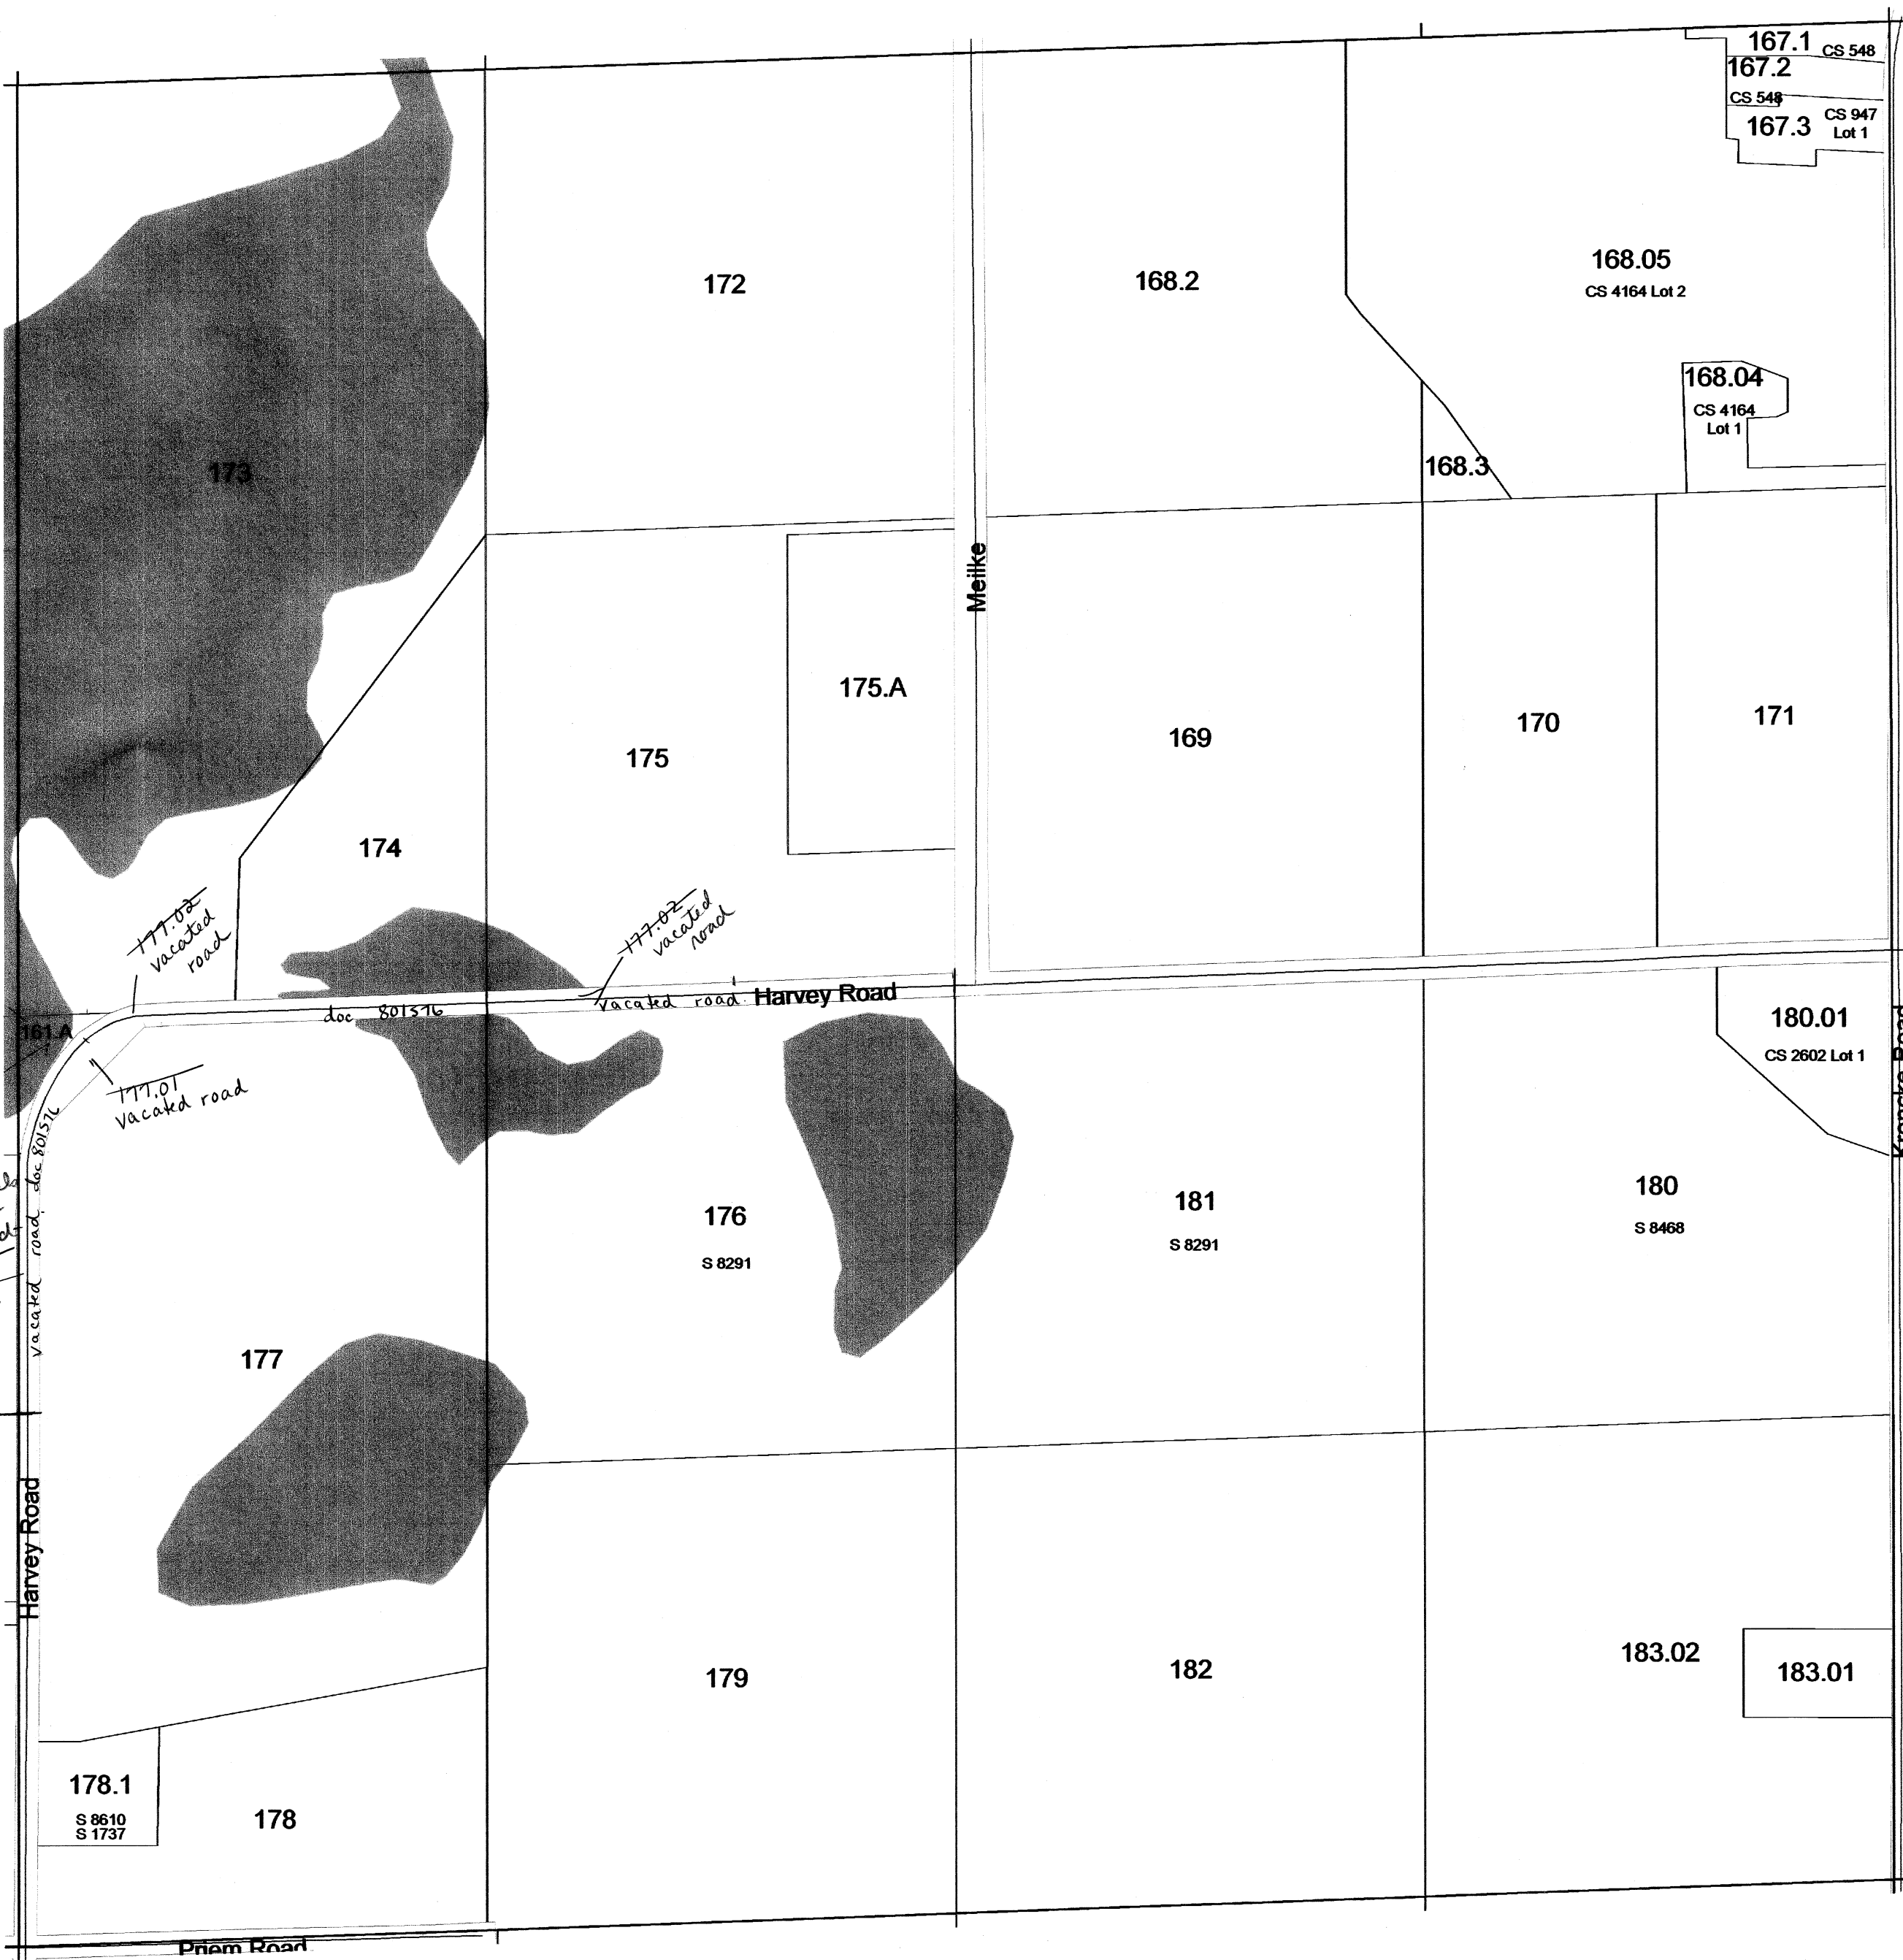 167.1 CS 548
167.2
CS 548
167.3
CS 947
Lot 1
172
168.2
168.05
CS 4164 Lot 2
168.04
CS 4164
Lot 1
168.3
173
Meilke
175.A
175
169
170
171
174
177.02
vacated
road
177.02
vacated
road
vacated road Harvey Road
doc 801576
161.A
177.01
vacated road
180.01
CS 2602 Lot 1
vacated road doc 801576
176
S 8291
181
S 8291
180
S 8468
177
Harvey Road
179
182
183.02
183.01
178.1
S 8610
S 1737
178
Priem Road